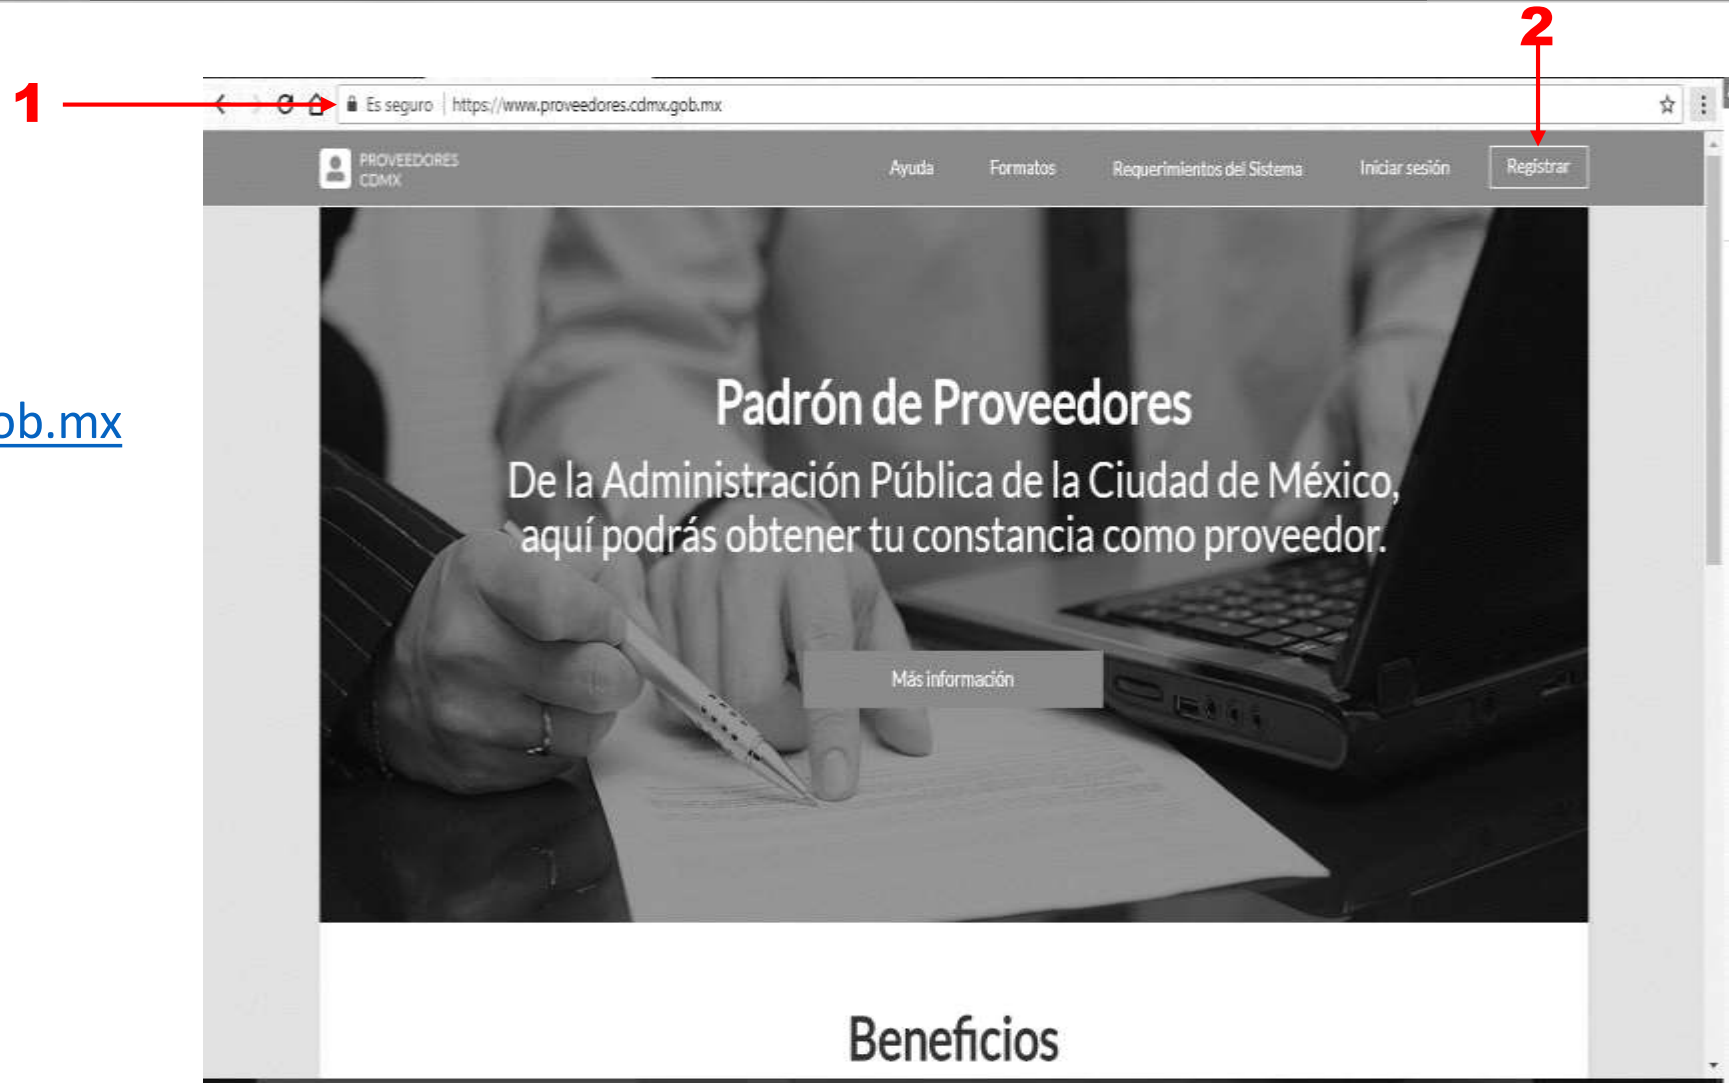 2
1
Es seguro
https://www.proveedores.cdmx.gob.mx
PROVEEDORES
CDMX
Ayuda
Formatos
Requerimientos del Sistema
Iniciar sesión
Registrar
ob.mx
Padrón de Proveedores
De la Administración Pública de la Ciudad de México,
aquí podrás obtener tu constancia como proveedor.
Más información
Beneficios